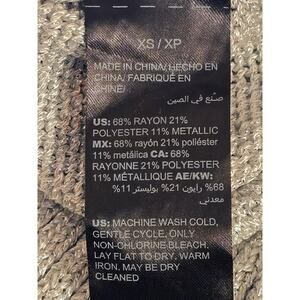 XS / XP
MADE IN CHINA/ HECHO EN
CHINA/ FABRIQUÉ EN
CHINE/
صنع في الصين
US: 68% RAYON 21%
POLYESTER 11% METALLIC
MX: 68% rayón 21% poliéster
11% metálica CA: 68%
RAYONNE 21% POLYESTER
11% MÉTALLIQUE AE/KW:
68% رايون 21% بوليستر 11%
معدني
US: MACHINE WASH COLD,
GENTLE CYCLE, ONLY
NON-CHLORINE BLEACH.
LAY FLAT TO DRY. WARM
IRON. MAY BE DRY
CLEANED